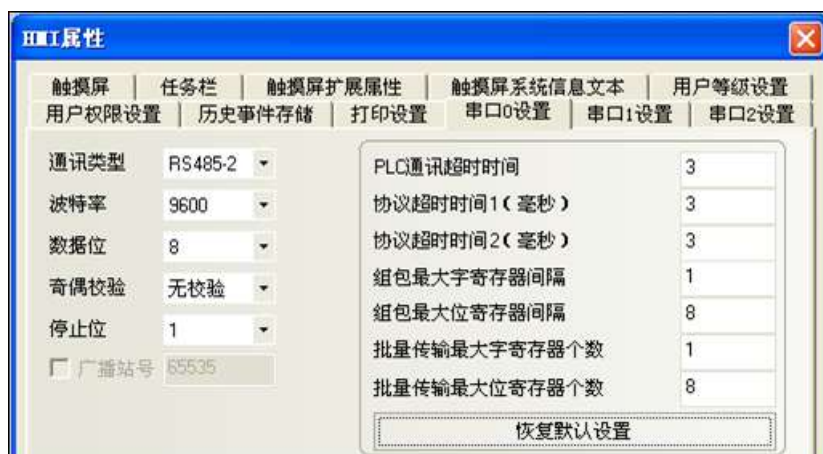 HMI属性
触摸屏 任务栏 触摸屏扩展属性 触摸屏系统信息文本 用户等级设置
用户权限设置 历史事件存储 打印设置 串口0设置 串口1设置 串口2设置
通讯类型 RS485-2
波特率 9600
数据位 8
奇偶校验 无校验
停止位 1
广播站号 65535
PLC通讯超时时间 3
协议超时时间1(毫秒) 3
协议超时时间2(毫秒) 3
组包最大字寄存器间隔 1
组包最大位寄存器间隔 8
批量传输最大字寄存器个数 1
批量传输最大位寄存器个数 8
恢复默认设置